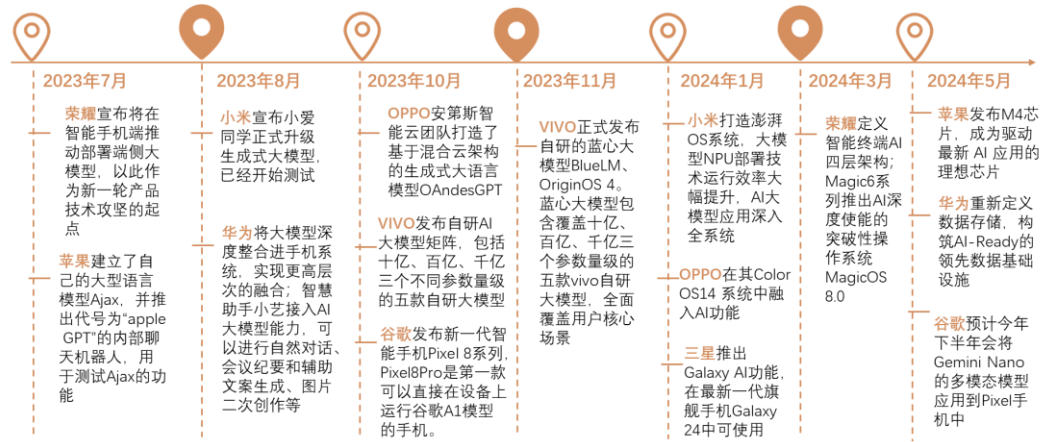 2023年7月
荣耀宣布将在
智能手机端推
动部署端侧大
模型，以此作
为新一轮产品
技术攻坚的起
点
苹果建立了自
己的大型语言
模型Ajax，并推
出代号为“apple
GPT”的内部聊
天机器人，用
于测试Ajax的功
能
2023年8月
小米宣布小爱
同学正式升级
生成式大模型，
已经开始测试
华为将大模型深
度整合进手机系
统，实现更高层
次的融合；智慧
助手小艺接入AI
大模型能力，可
以进行自然对话、
会议纪要和辅助
文案生成、图片
二次创作等
2023年10月
OPPO安第斯智
能云团队打造了
基于混合云架构
的生成式大语言
模型OAndesGPT
VIVO发布自研AI
大模型矩阵，包括
十亿、百亿、千亿
三个不同参数量级
的五款自研大模型
谷歌发布新一代智
能手机Pixel 8系列，
Pixel8Pro是第一款
可以直接在设备上
运行谷歌A1模型
的手机。
2023年11月
VIVO正式发布
自研的蓝心大
模型BlueLM、
OriginOS 4。
蓝心大模型包
含覆盖十亿、
百亿、千亿三
个参数量级的
五款vivo自研
大模型，全面
覆盖用户核心
场景
2024年1月
小米打造澎湃
OS系统，大模
型NPU部署技
术运行效率大
幅提升，AI大
模型应用深入
全系统
OPPO在其Color
OS14 系统中融
入AI功能
三星推出
Galaxy AI功能，
在最新一代旗
舰手机Galaxy
24中可使用
2024年3月
荣耀定义
智能终端AI
四层架构；
Magic6系
列推出AI深
度使能的
突破性操
作系统
MagicOS
8.0
2024年5月
苹果发布M4芯
片，成为驱动
最新 AI 应用的
理想芯片
华为重新定义
数据存储，构
筑AI-Ready的
领先数据基础
设施
谷歌预计今年
下半年会将
Gemini Nano
的多模态模型
应用到Pixel手
机中